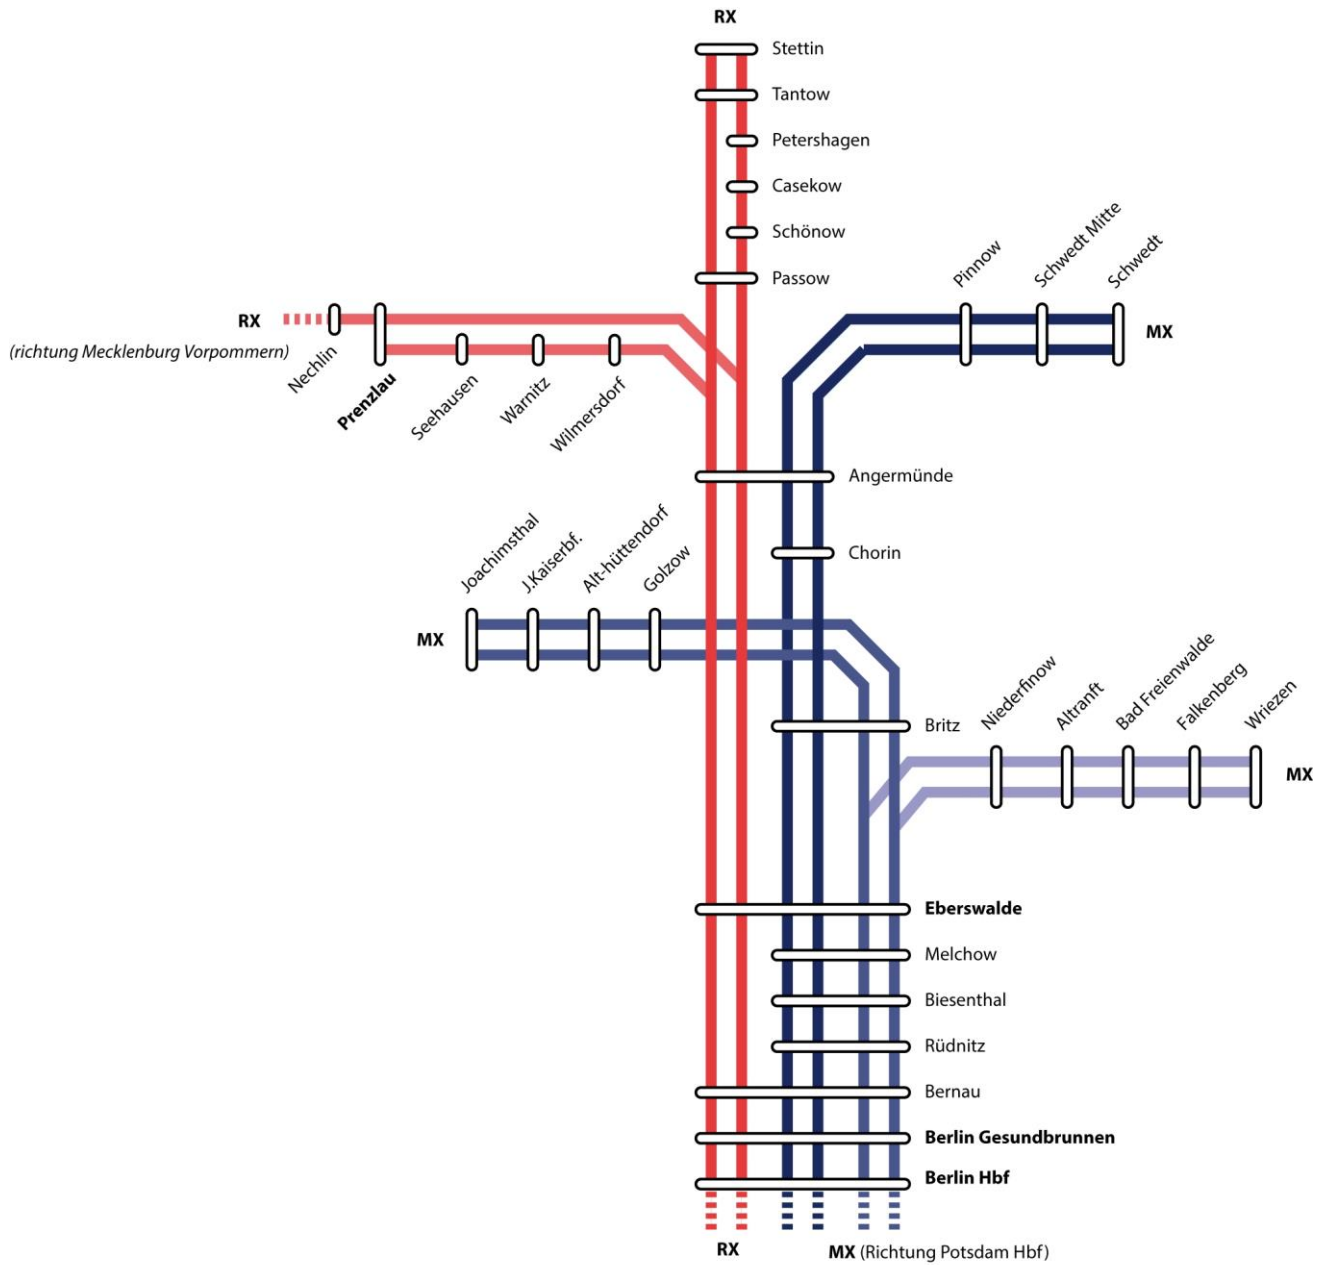 RX
Stettin
Tantow
Petershagen
Casekow
Schönow
Passow
Pinnow
Schwedt Mitte
Schwedt
MX
RX
(richtung Mecklenburg Vorpommern)
Nechlin
Prenzlau
Seehausen
Warnitz
Wilmersdorf
Angermünde
Chorin
Joachimsthal
J.Kaiserbf.
Alt-hüttendorf
Golzow
MX
Britz
Niederfinow
Altranft
Bad Freienwalde
Falkenberg
Wriezen
MX
Eberswalde
Melchow
Biesenthal
Rüdnitz
Bernau
Berlin Gesundbrunnen
Berlin Hbf
RX
MX (Richtung Potsdam Hbf)